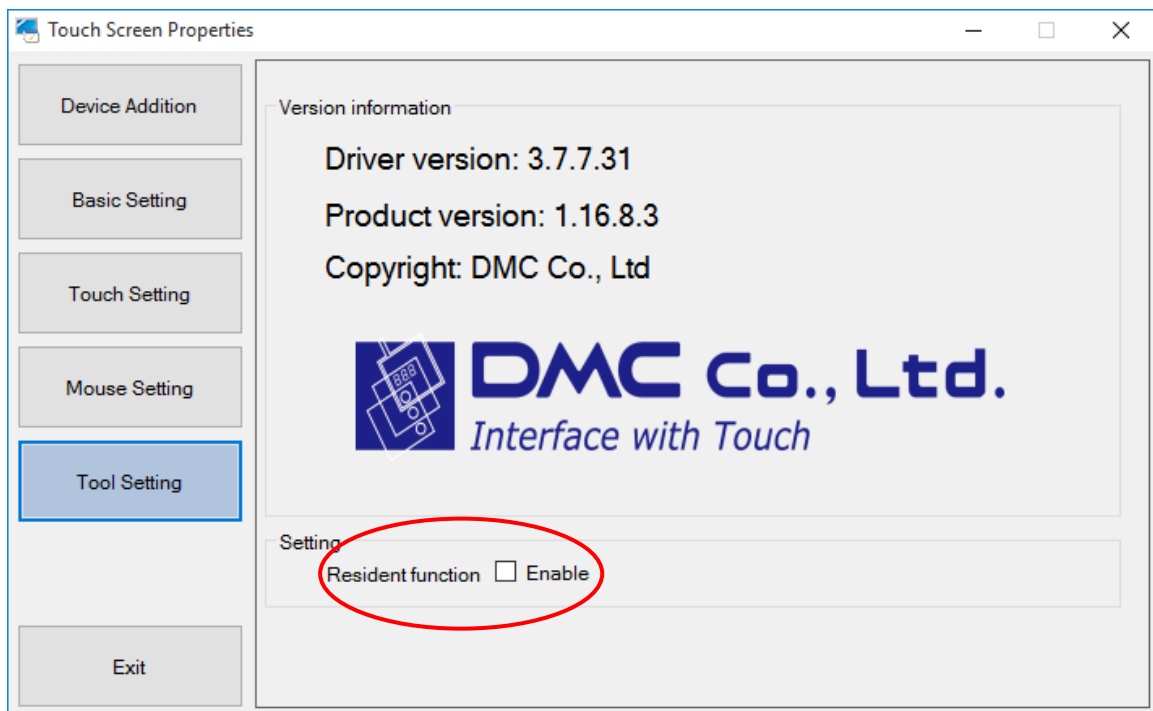 Touch Screen Properties
Device Addition
Basic Setting
Touch Setting
Mouse Setting
Tool Setting
Exit
Version information
Driver version: 3.7.7.31
Product version: 1.16.8.3
Copyright: DMC Co., Ltd
888
DMC Co., Ltd.
Interface with Touch
Setting
Resident function Enable